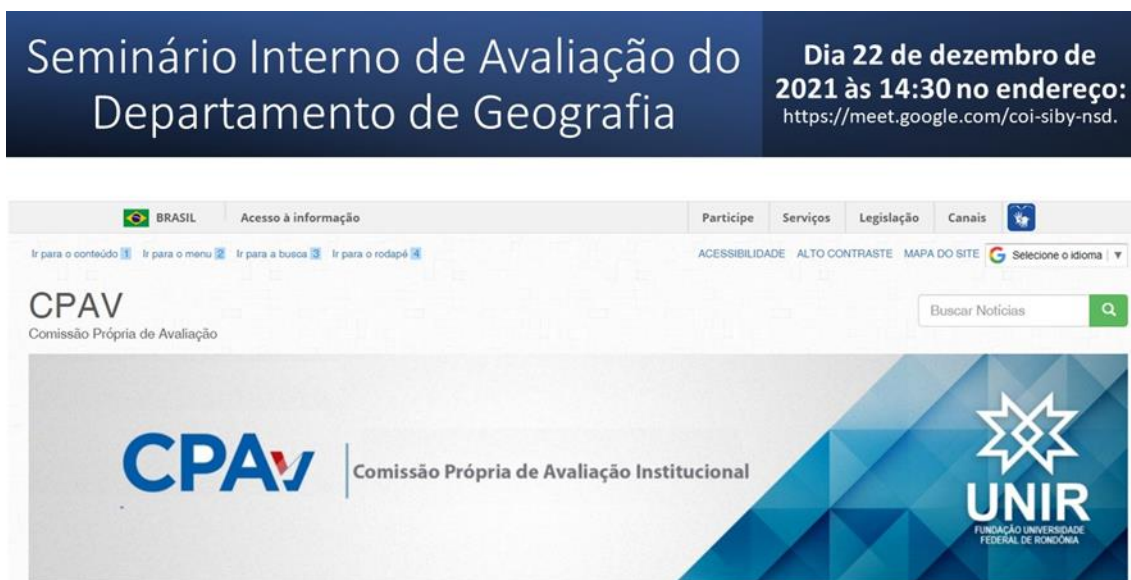 Seminário Interno de Avaliação do
Departamento de Geografia
Dia 22 de dezembro de
2021 às 14:30 no endereço:
https://meet.google.com/coi-siby-nsd.
BRASIL Acesso à informação Participe Serviços Legislação Canais
Ir para o conteúdo 1 Ir para o menu 2 Ir para a busca 3 Ir para o rodapé 4 ACESSIBILIDADE ALTO CONTRASTE MAPA DO SITE G Selecione o idioma ▼
CPAV
Comissão Própria de Avaliação
Buscar Notícias
CPAv
Comissão Própria de Avaliação Institucional
UNIR
FUNDAÇÃO UNIVERSIDADE
FEDERAL DE RONDÔNIA